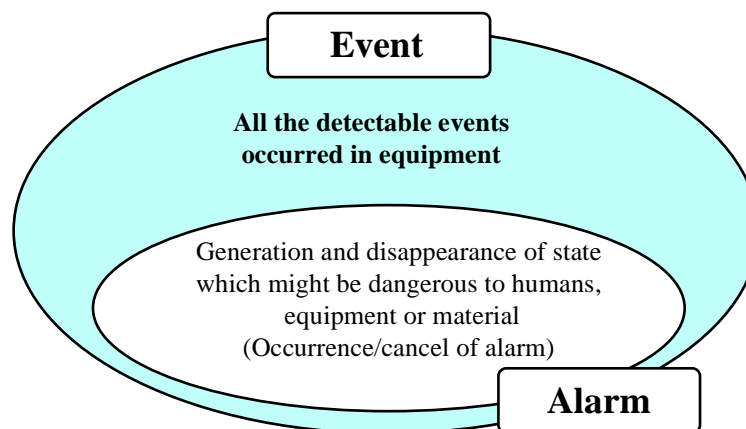 Event
All the detectable events
occurred in equipment
Generation and disappearance of state
which might be dangerous to humans,
equipment or material
(Occurrence/cancel of alarm)
Alarm